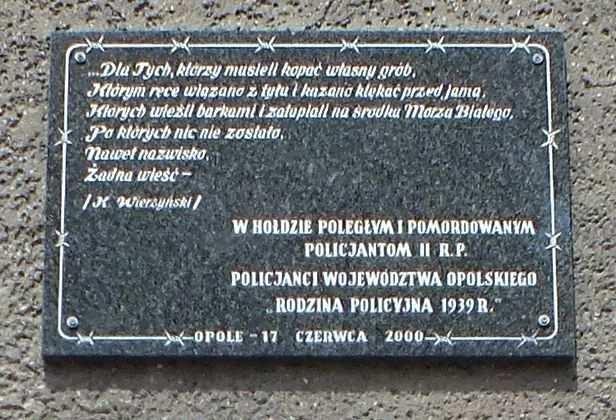 ...Dla Tych, którzy musieli kopać własny grób,
Którym ręce wiązano z tyłu i kazano klękać przed jamą,
Których wieźli barkami i zatapiali na środku Morza Białego,
Po których nic nie zostało,
Nawet nazwisko,
Żadna wieść –
/K. Wierzyński/
W HOŁDZIE POLEGŁYM I POMORDOWANYM
POLICJANTOM II R.P.
POLICJANCI WOJEWÓDZTWA OPOLSKIEGO
„RODZINA POLICYJNA 1939 R."
OPOLE – 17 CZERWCA 2000